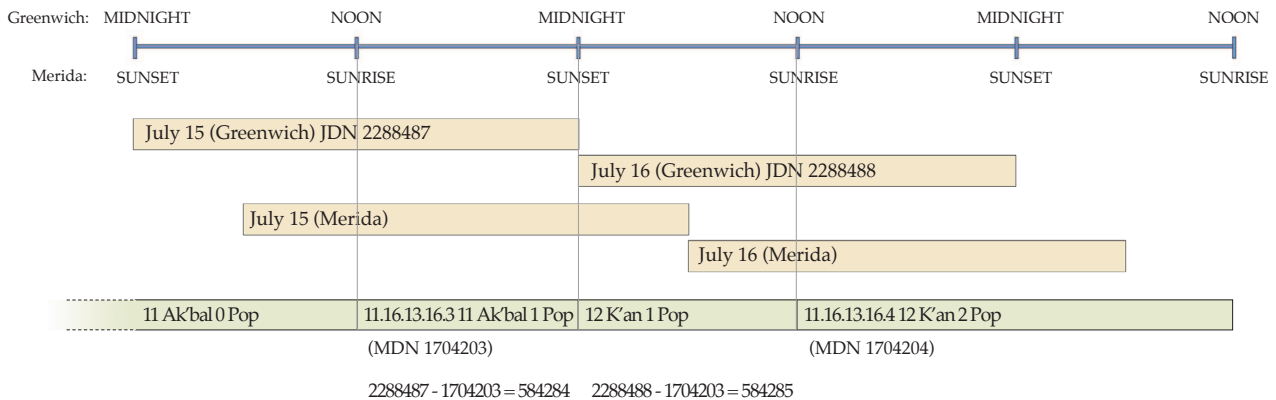 Greenwich: MIDNIGHT NOON MIDNIGHT NOON MIDNIGHT NOON
Merida: SUNSET SUNRISE SUNSET SUNRISE SUNSET SUNRISE
July 15 (Greenwich) JDN 2288487
July 16 (Greenwich) JDN 2288488
July 15 (Merida)
July 16 (Merida)
11 Ak'bal 0 Pop 11.16.13.16.3 11 Ak'bal 1 Pop 12 K'an 1 Pop 11.16.13.16.4 12 K'an 2 Pop
(MDN 1704203) (MDN 1704204)
2288487 - 1704203 = 584284 2288488 - 1704203 = 584285